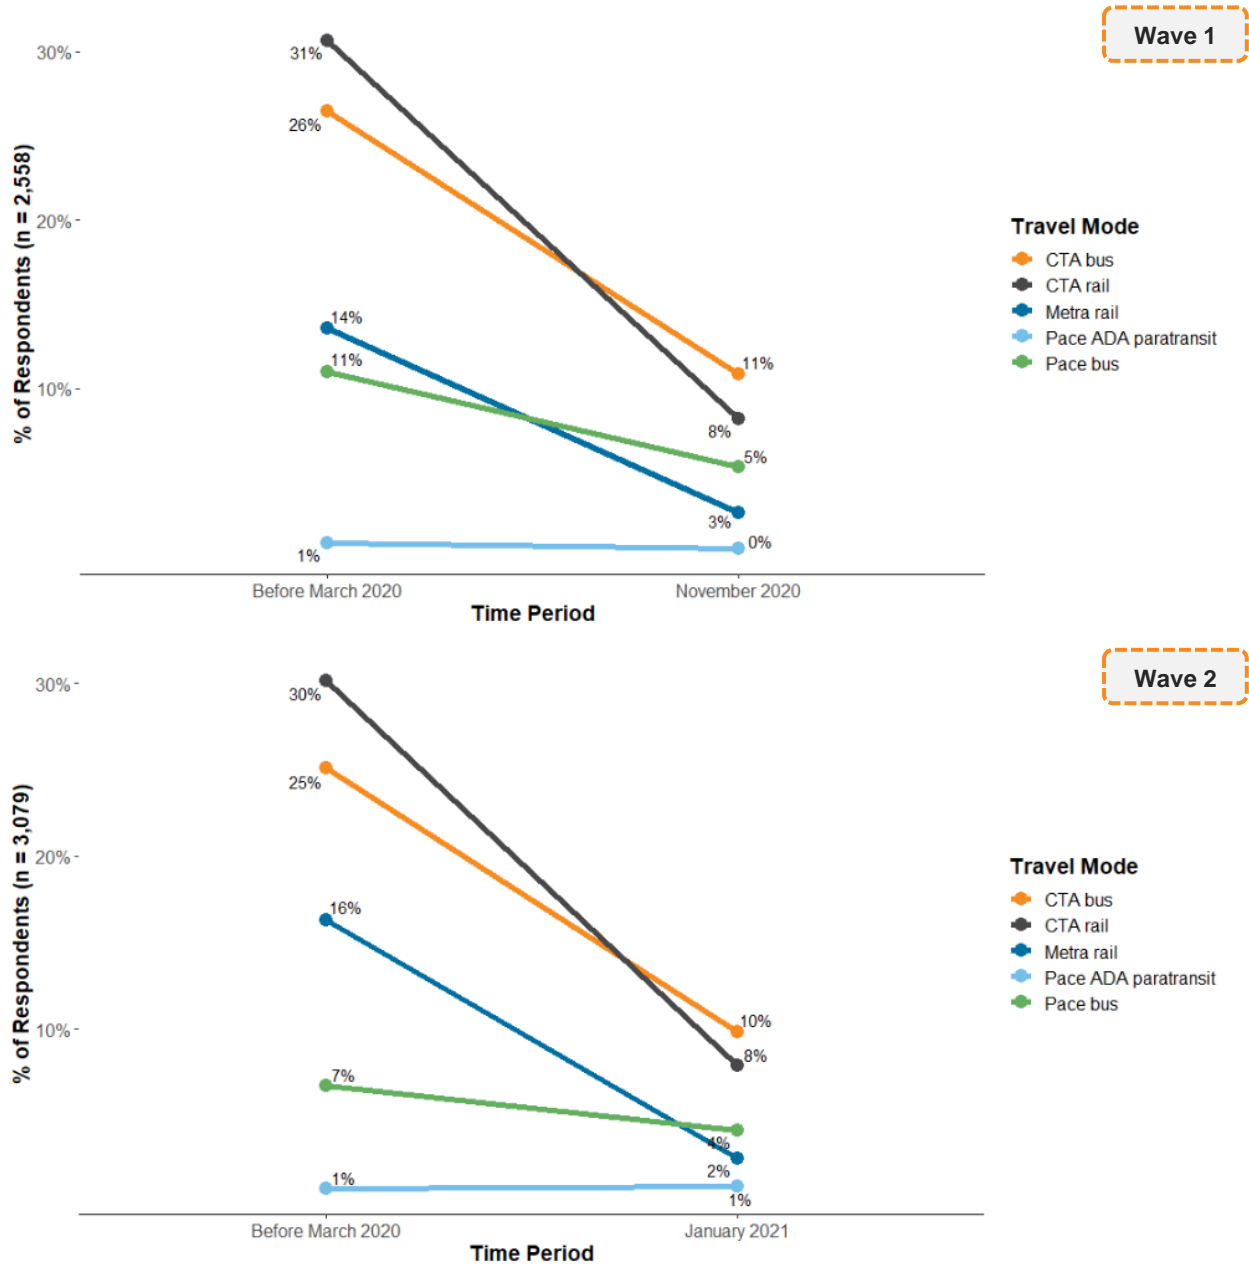 Wave 1
% of Respondents (n = 2,558)
30%
20%
10%
31%
26%
14%
11%
1%
11%
8%
5%
3%
0%
Before March 2020
November 2020
Time Period
Travel Mode
CTA bus
CTA rail
Metra rail
Pace ADA paratransit
Pace bus
Wave 2
% of Respondents (n = 3,079)
30%
20%
10%
30%
25%
16%
7%
1%
10%
8%
4%
2%
1%
Before March 2020
January 2021
Time Period
Travel Mode
CTA bus
CTA rail
Metra rail
Pace ADA paratransit
Pace bus